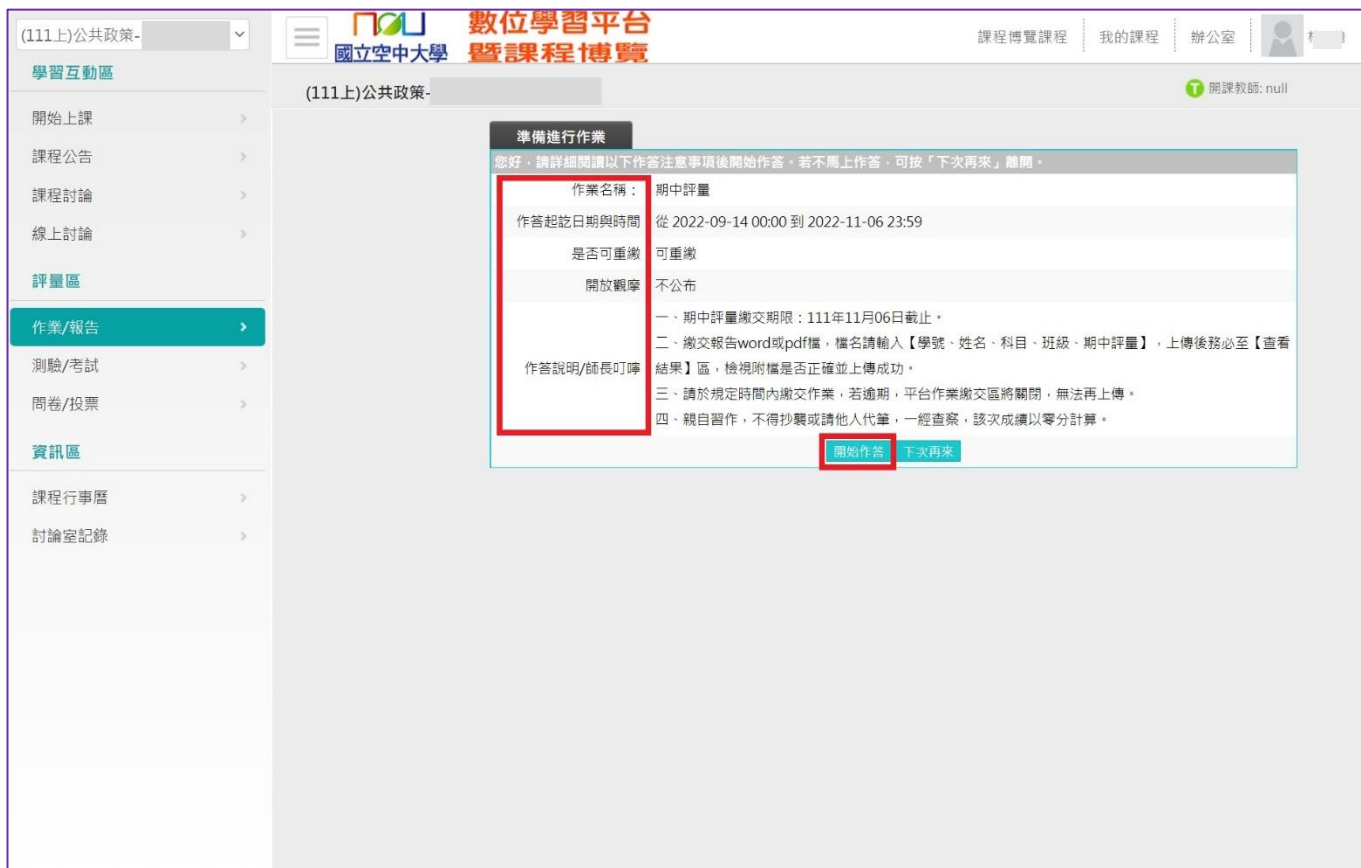 (111上)公共政策-
學習互動區
開始上課
課程公告
課程討論
線上討論
評量區
作業/報告
測驗/考試
問卷/投票
資訊區
課程行事曆
討論室記錄
nou
國立空中大學
數位學習平台
暨課程博覽
課程博覽課程
我的課程
辦公室
(111上)公共政策-
T 開課教師: null
準備進行作業
您好，請詳細閱讀以下作答注意事項後開始作答。若不馬上作答，可按「下次再來」離開。
作業名稱： 期中評量
作答起訖日期與時間 從 2022-09-14 00:00 到 2022-11-06 23:59
是否可重繳 可重繳
開放觀摩 不公布
作答說明/師長叮嚀
一、期中評量繳交期限：111年11月06日截止。
二、繳交報告word或pdf檔，檔名請輸入【學號、姓名、科目、班級、期中評量】，上傳後務必至【查看
結果】區，檢視附檔是否正確並上傳成功。
三、請於規定時間內繳交作業，若逾期，平台作業繳交區將關閉，無法再上傳。
四、親自習作，不得抄襲或請他人代筆，一經查察，該次成績以零分計算。
開始作答 下次再來